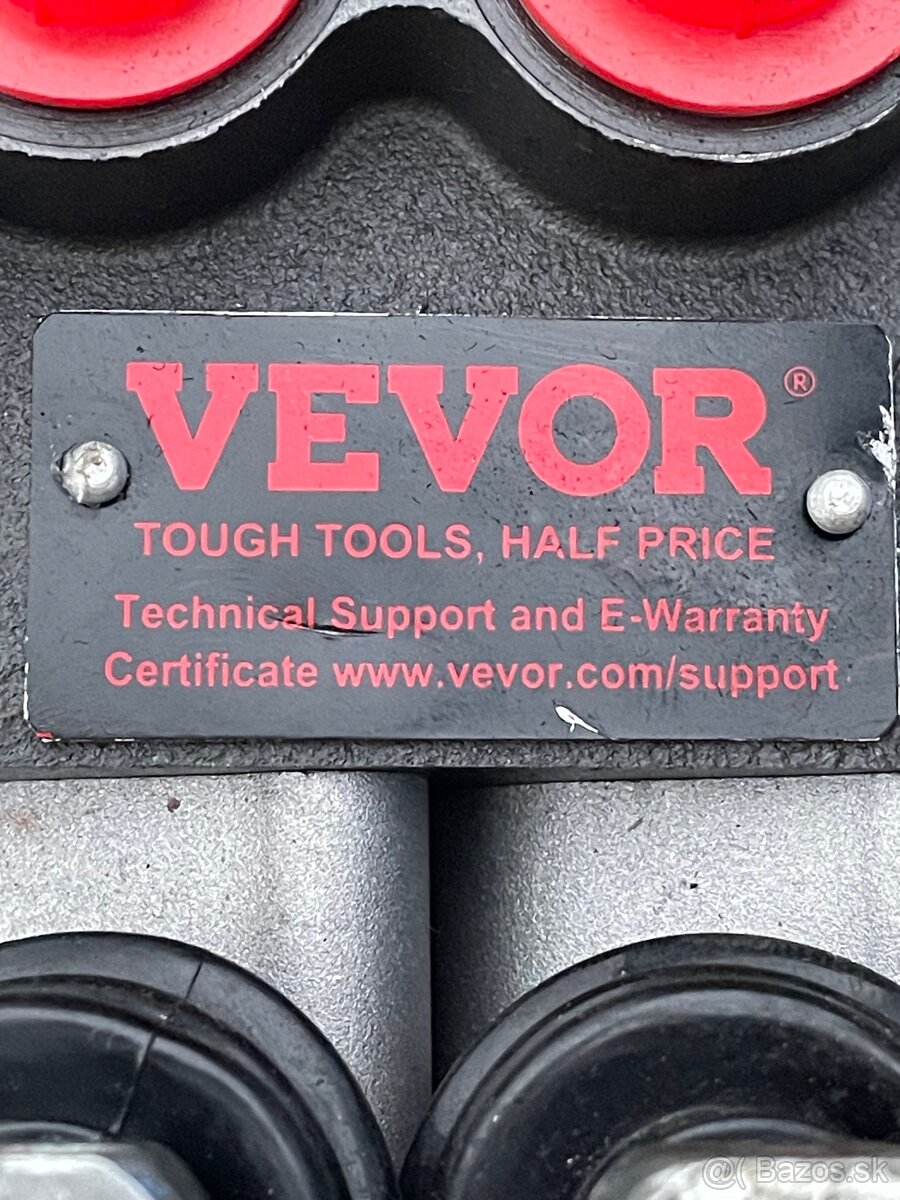 VEVOR®
TOUGH TOOLS, HALF PRICE
Technical Support and E-Warranty
Certificate www.vevor.com/support
@( Bazos.sk